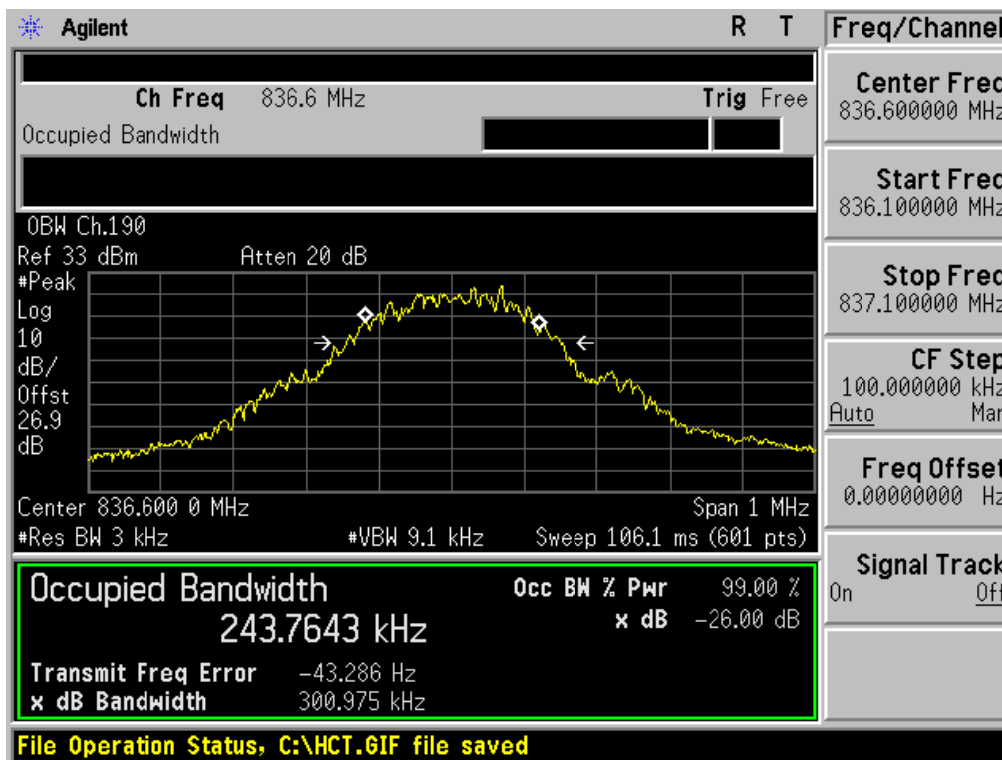 Agilent R T
Freq/Channel
Ch Freq 836.6 MHz Trig Free
Occupied Bandwidth
Center Freq
836.600000 MHz
Start Freq
836.100000 MHz
Stop Freq
837.100000 MHz
CF Step
100.000000 kHz
Auto Man
Freq Offset
0.00000000 Hz
Signal Track
On Off
OBW Ch.190
Ref 33 dBm Atten 20 dB
#Peak
Log
10
dB/
Offst
26.9
dB
Center 836.600 0 MHz Span 1 MHz
#Res BW 3 kHz #VBW 9.1 kHz Sweep 106.1 ms (601 pts)
Occupied Bandwidth
243.7643 kHz
Occ BW % Pwr 99.00 %
x dB -26.00 dB
Transmit Freq Error -43.286 Hz
x dB Bandwidth 300.975 kHz
File Operation Status, C:\HCT.GIF file saved